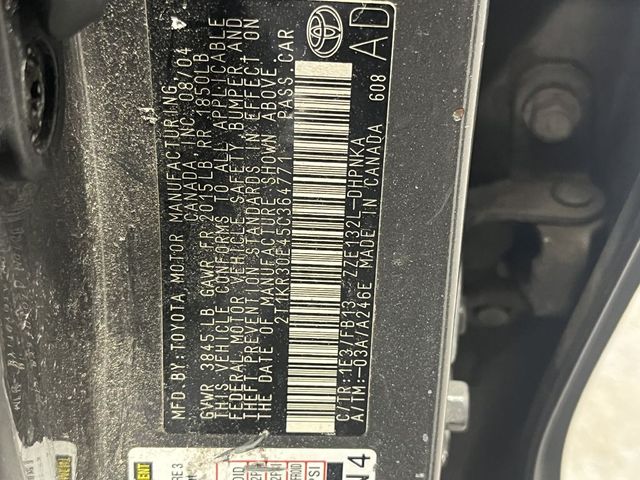 MFD.BY:TOYOTA MOTOR MANUFACTURING
CANADA, INC. 08/04
GVWR 3845LB GAWR FR 2015LB, RR 1850LB
THIS VEHICLE CONFORMS TO ALL APPLICABLE
FEDERAL MOTOR VEHICLE SAFETY, BUMPER, AND
THEFT PREVENTION STANDARDS IN EFFECT ON
THE DATE OF MANUFACTURE SHOWN ABOVE.
2T1KR30E45C364771 PASS.CAR
C/TR:1E3/FB13 ZZE132L-DHPNKA
A/TM:-03A/A246E MADE IN CANADA 608
AD